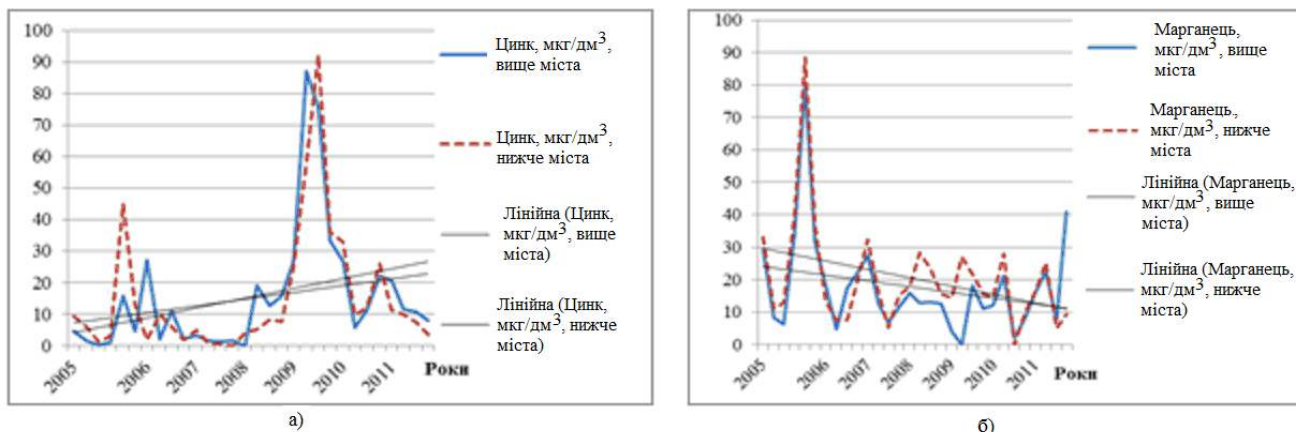 100
90
80
70
60
50
40
30
20
10
0
2005
2006
2007
2008
2009
2010
2011
Роки
Цинк, мкг/дм³,
вище міста
Цинк, мкг/дм³,
нижче міста
Лінійна (Цинк,
мкг/дм³, вище
міста)
Лінійна (Цинк,
мкг/дм³, нижче
міста)
а)
100
90
80
70
60
50
40
30
20
10
0
2005
2006
2007
2008
2009
2010
2011
Роки
Марганець,
мкг/дм³, вище
міста
Марганець,
мкг/дм³, нижче
міста
Лінійна (Марганець,
мкг/дм³, вище
міста)
Лінійна (Марганець,
мкг/дм³, нижче
міста)
б)